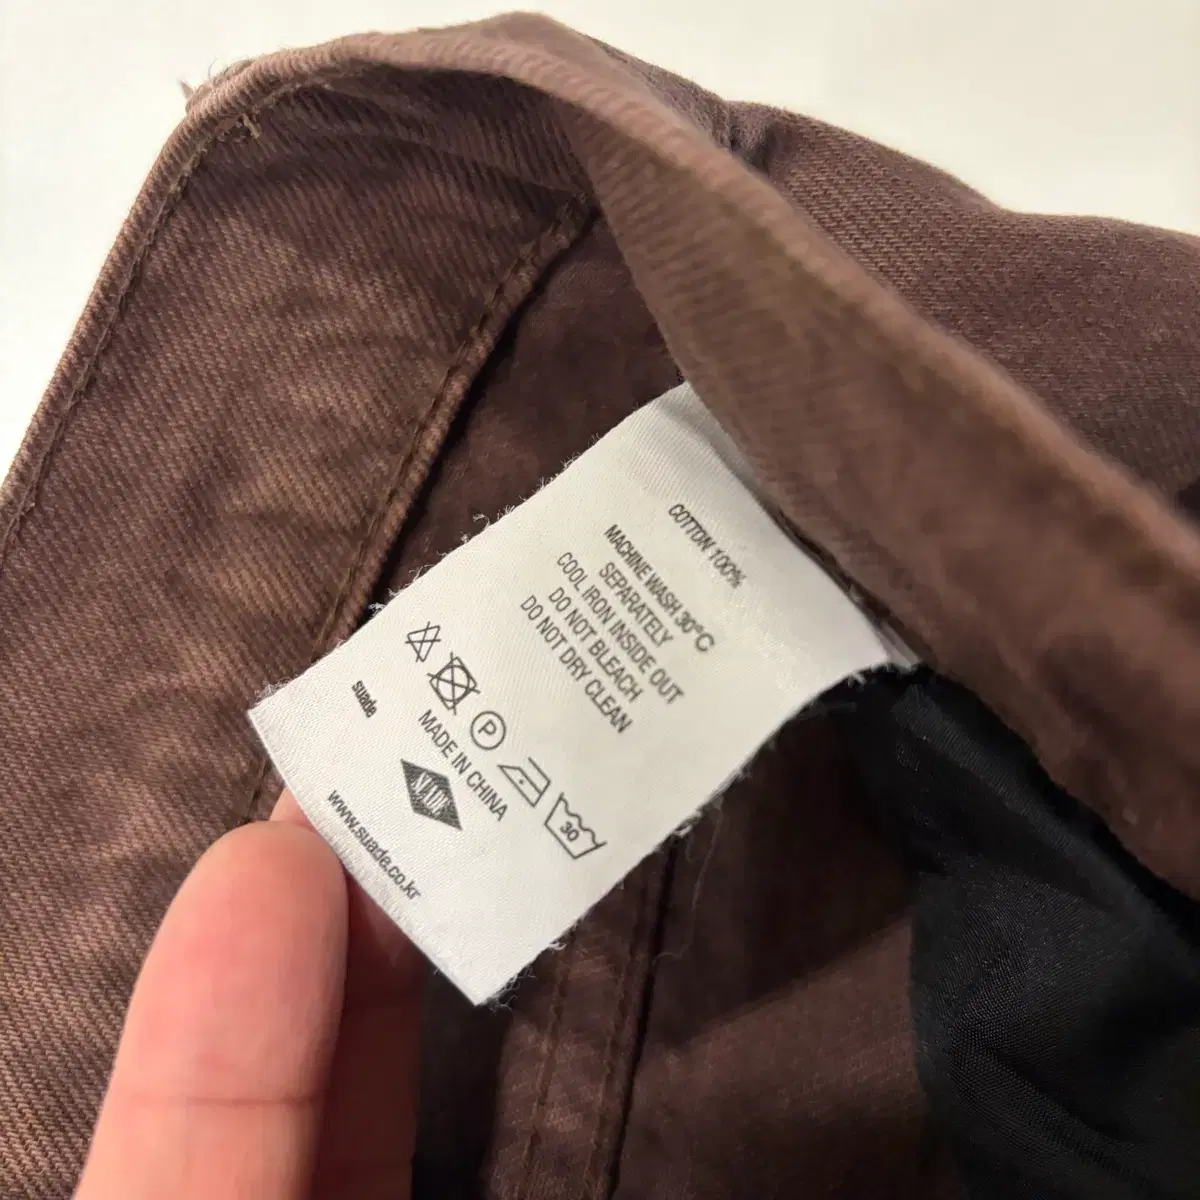 COTTON 100%
MACHINE WASH 30°C
SEPARATELY
COOL IRON INSIDE OUT
DO NOT BLEACH
DO NOT DRY CLEAN
P
30
MADE IN CHINA
suade
www.suade.co.kr